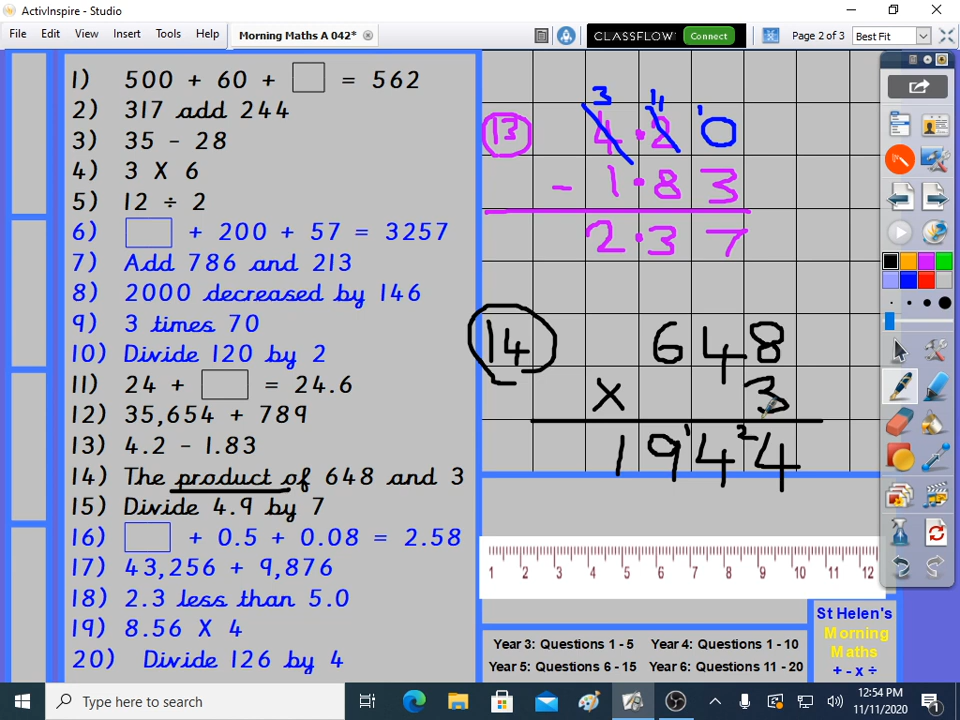 ActivInspire - Studio
File Edit View Insert Tools Help Morning Maths A 042* CLASSFLOW Connect Page 2 of 3 Best Fit
1) 500 + 60 + □ = 562
2) 317 add 244
3) 35 - 28
4) 3 X 6
5) 12 ÷ 2
6) □ + 200 + 57 = 3257
7) Add 786 and 213
8) 2000 decreased by 146
9) 3 times 70
10) Divide 120 by 2
11) 24 + □ = 24.6
12) 35,654 + 789
13) 4.2 - 1.83
14) The product of 648 and 3
15) Divide 4.9 by 7
16) □ + 0.5 + 0.08 = 2.58
17) 43,256 + 9,876
18) 2.3 less than 5.0
19) 8.56 X 4
20) Divide 126 by 4
3 11 1
13 4.2 0
- 1.83
2.37
14 648
x 3
19 1 4 2 4
1 2 3 4 5 6 7 8 9 10 11 12
Year 3: Questions 1 - 5 Year 4: Questions 1 - 10
Year 5: Questions 6 - 15 Year 6: Questions 11 - 20
St Helen's
Morning
Maths
+ - x ÷
Type here to search
12:54 PM
11/11/2020
1